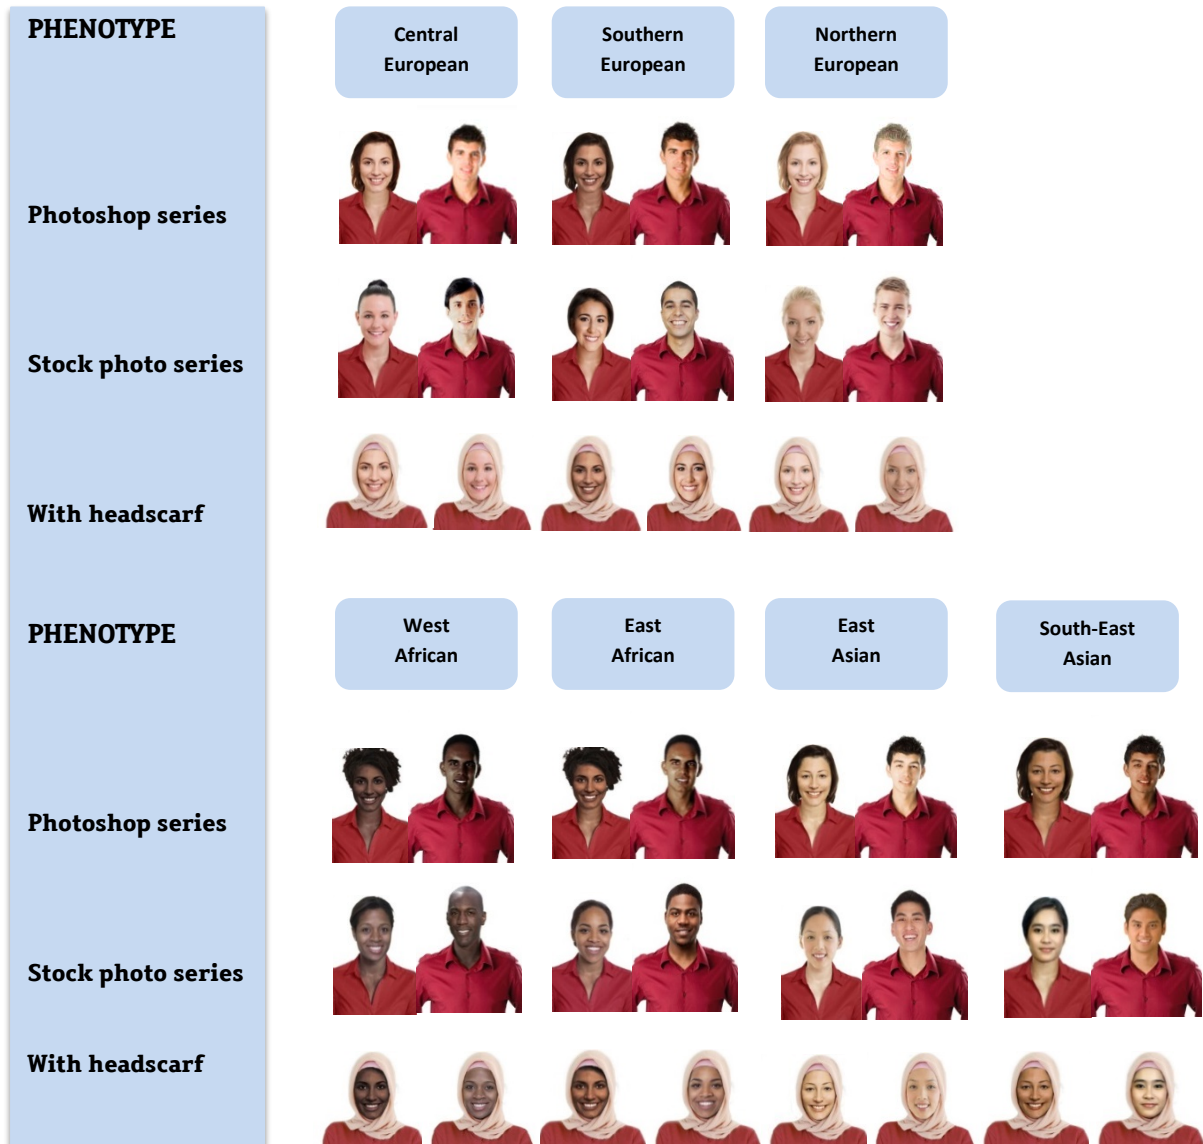 PHENOTYPE
Central
European
Southern
European
Northern
European
Photoshop series
Stock photo series
With headscarf
PHENOTYPE
West
African
East
African
East
Asian
South-East
Asian
Photoshop series
Stock photo series
With headscarf